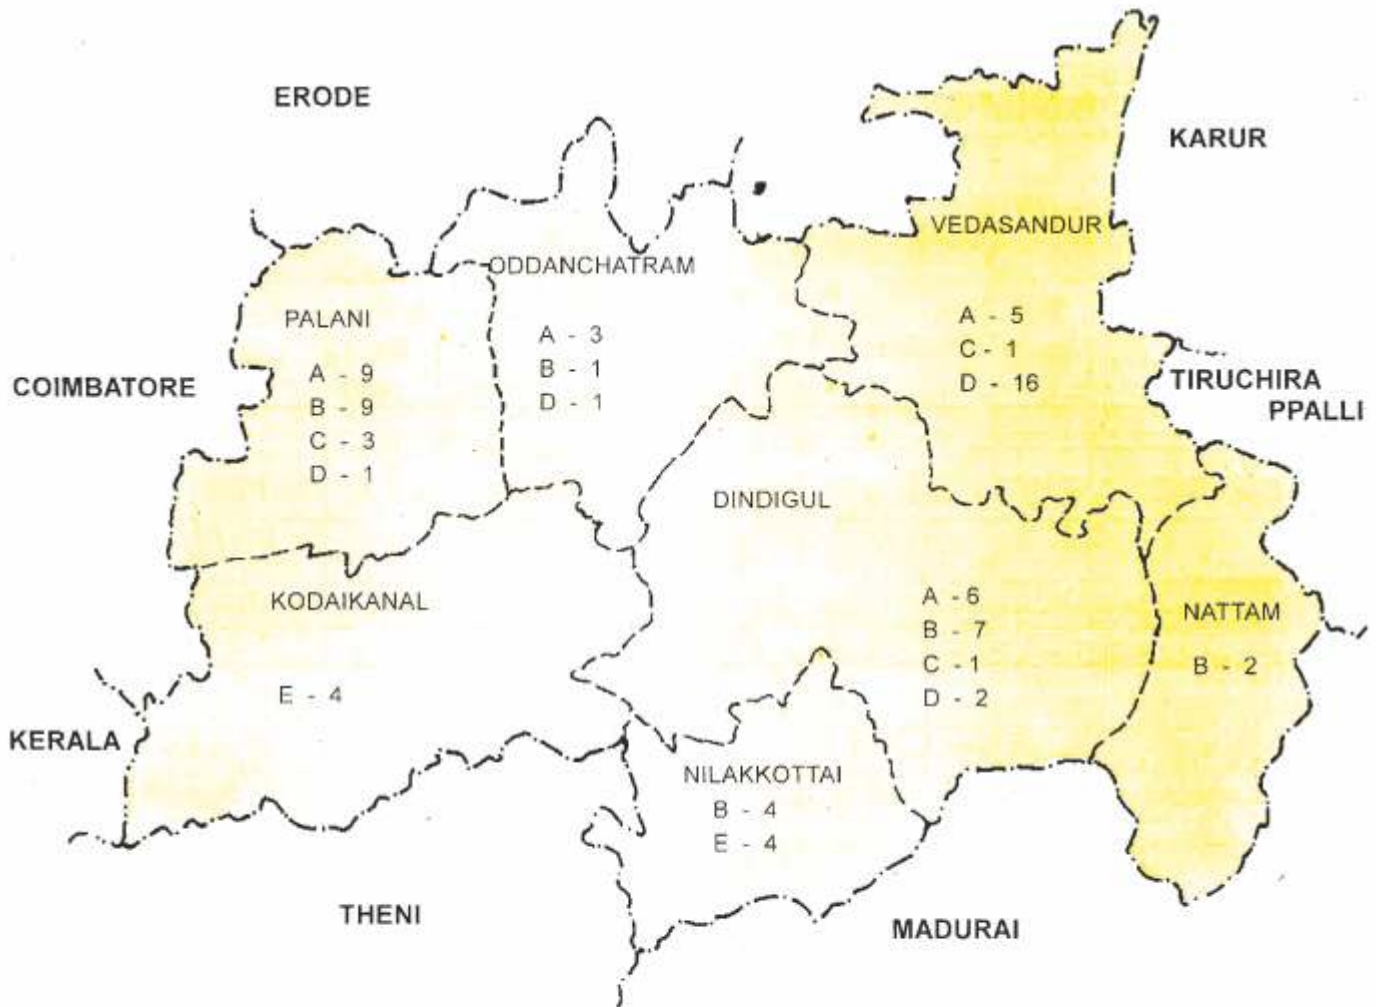 ERODE
KARUR
VEDASANDUR
ODDANCHATRAM
PALANI
A - 3
B - 1
D - 1
A - 5
C - 1
D - 16
COIMBATORE
A - 9
B - 9
C - 3
D - 1
TIRUCHIRA
PPALLI
DINDIGUL
KODAIKANAL
A - 6
B - 7
C - 1
D - 2
NATTAM
B - 2
E - 4
KERALA
NILAKKOTTAI
B - 4
E - 4
THENI
MADURAI